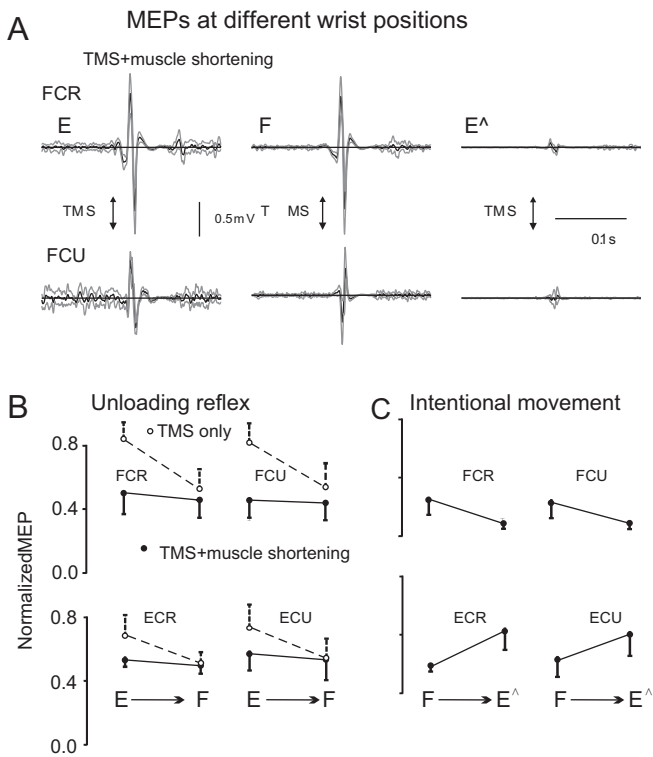 MEPs at different wrist positions
A
TMS+muscle shortening
FCR
E
F
E^
TMS
0.5mV
T MS
TMS
0.1s
FCU
B
Unloading reflex
C
Intentional movement
0.8
TMS only
FCR
FCU
FCR
FCU
0.4
TMS+muscle shortening
0.0
NormalizedMEP
0.8
ECR
ECU
ECR
ECU
0.4
E
F
E
F
F
E^
F
E^
0.0